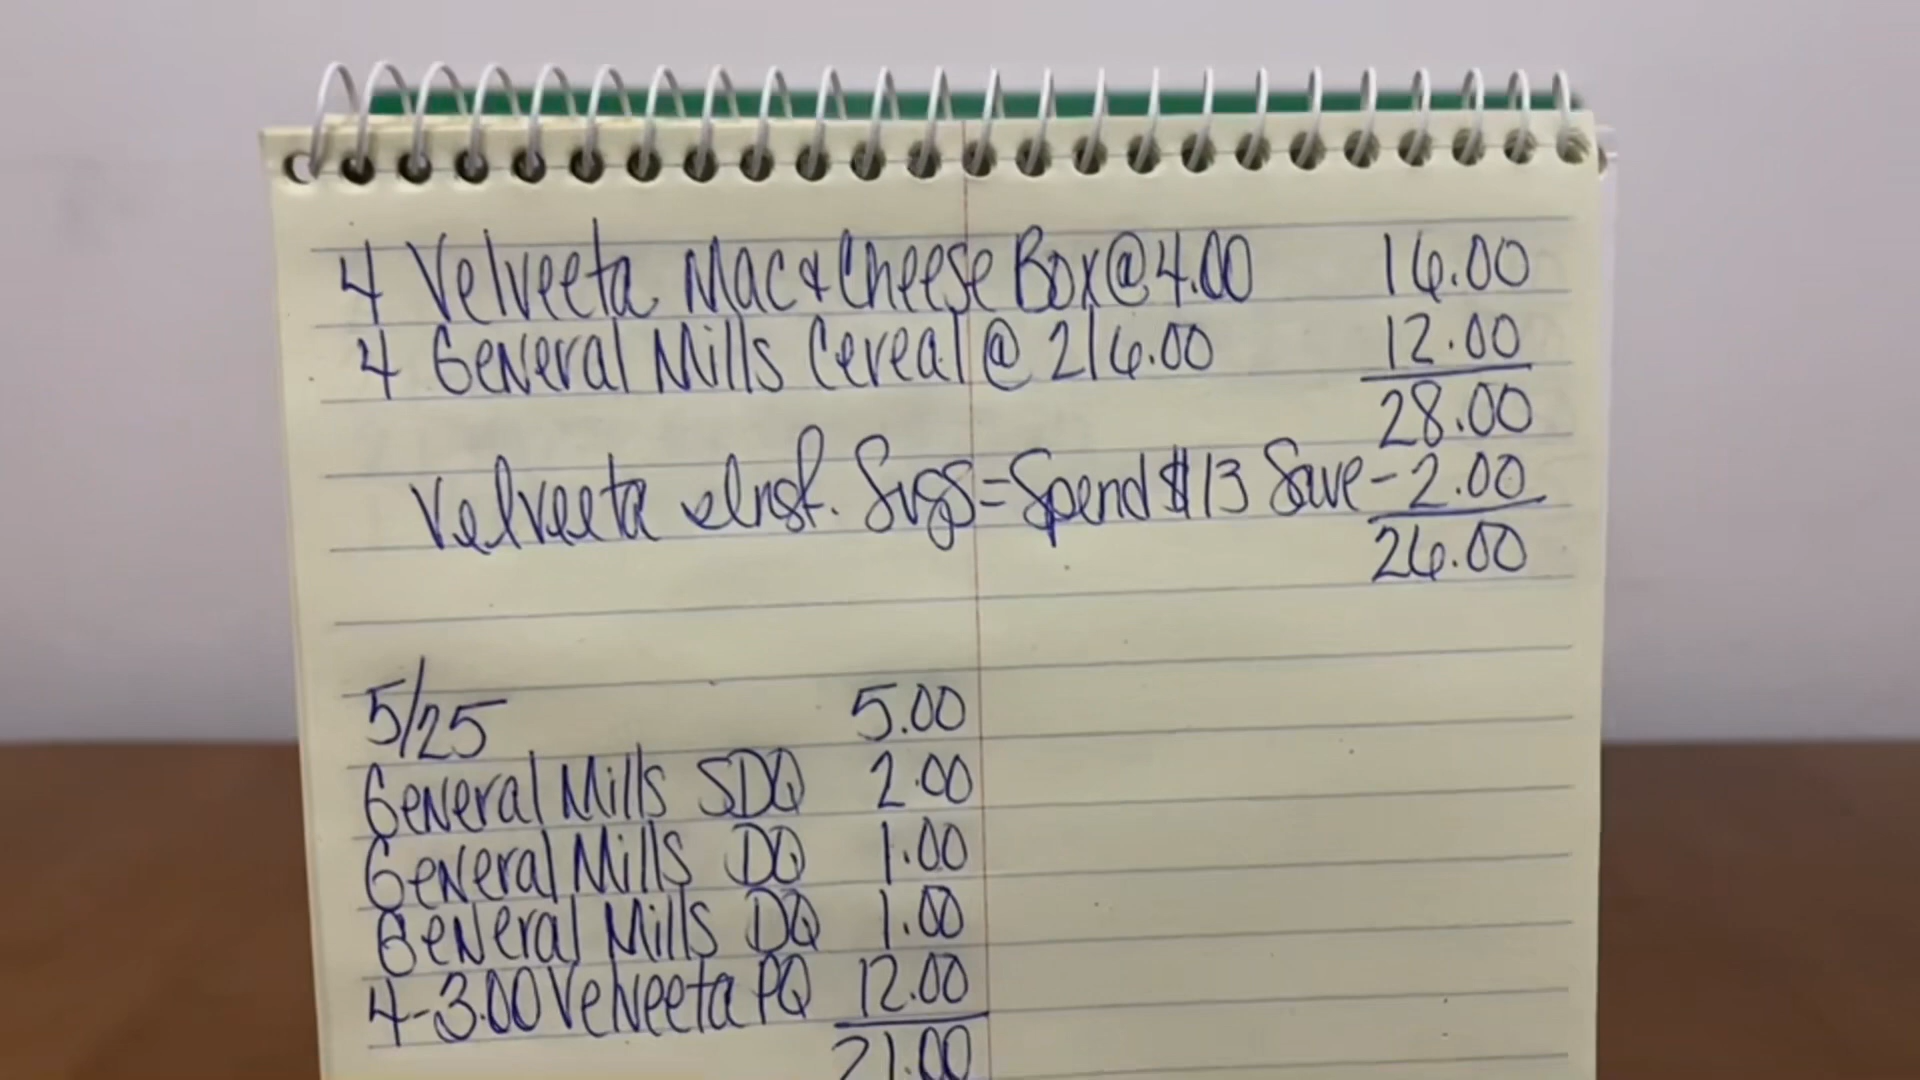 4 Velveeta Mac & Cheese Box @ 4.00 16.00
4 General Mills Cereal @ 2/6.00 12.00
28.00
Velveeta Inst. Svgs = Spend $13 Save - 2.00
26.00
5/25 5.00
General Mills SDQ 2.00
General Mills DQ 1.00
General Mills DQ 1.00
4-3.00 Velveeta PQ 12.00
21.00